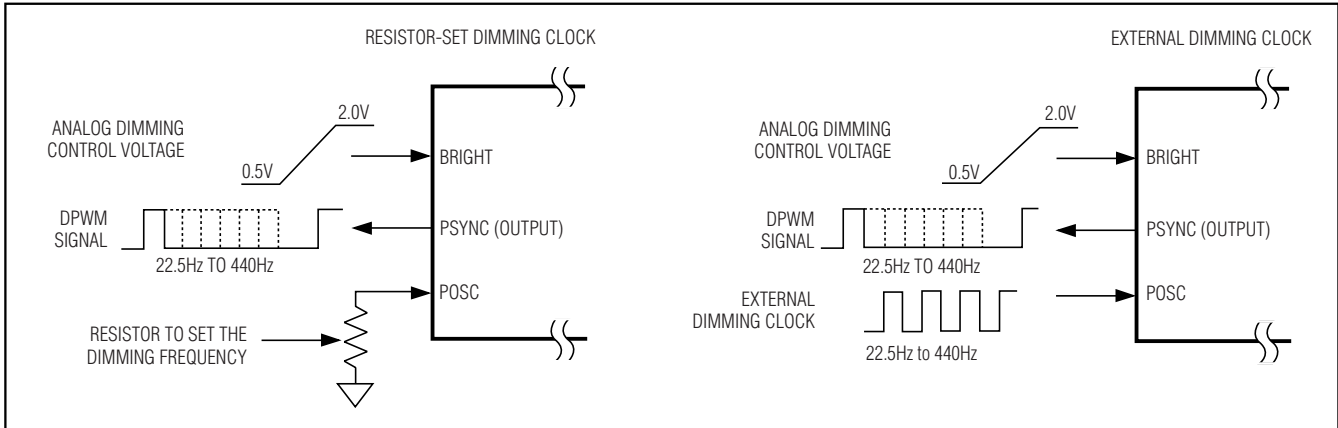 RESISTOR-SET DIMMING CLOCK
ANALOG DIMMING
CONTROL VOLTAGE
2.0V
0.5V
BRIGHT
DPWM
SIGNAL
PSYNC (OUTPUT)
22.5Hz TO 440Hz
POSC
RESISTOR TO SET THE
DIMMING FREQUENCY
EXTERNAL DIMMING CLOCK
ANALOG DIMMING
CONTROL VOLTAGE
2.0V
0.5V
BRIGHT
DPWM
SIGNAL
PSYNC (OUTPUT)
22.5Hz TO 440Hz
EXTERNAL
DIMMING CLOCK
POSC
22.5Hz to 440Hz